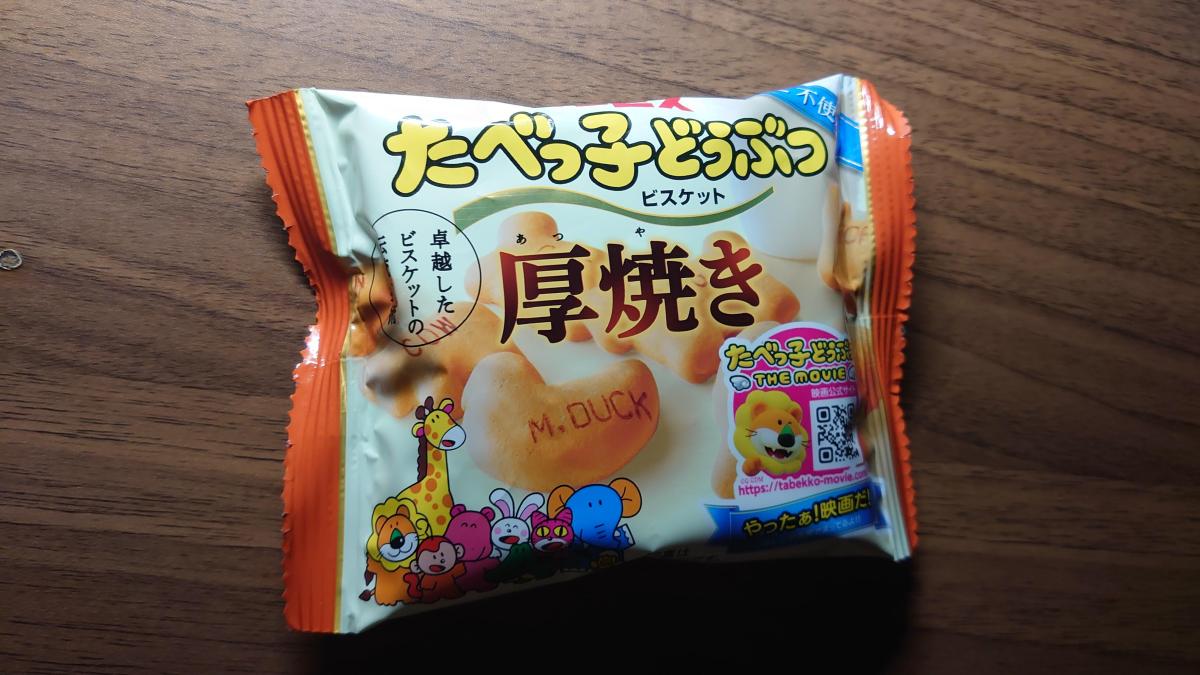 不使
たべっ子どうぶつ
ビスケット
卓越した
ビスケットの
あつ や
厚焼き
M.DUCK
たべっ子どうぶつ
THE MOVIE
映画公式サイト
https://tabekko-movie.com
やったぁ!映画だ!